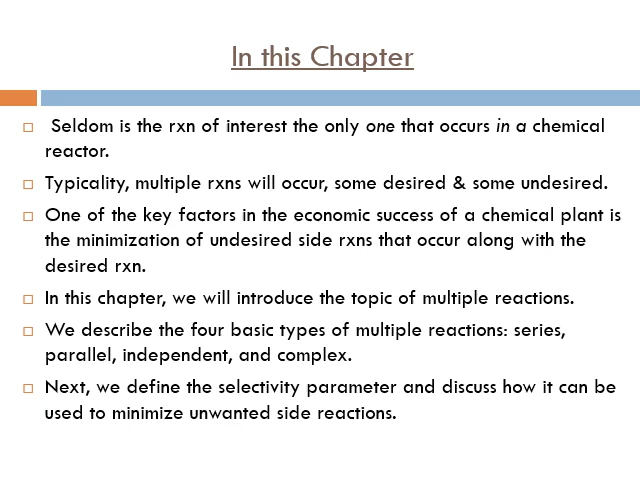 In this Chapter
Seldom is the rxn of interest the only one that occurs in a chemical
reactor.
Typicality, multiple rxns will occur, some desired & some undesired.
One of the key factors in the economic success of a chemical plant is
the minimization of undesired side rxns that occur along with the
desired rxn.
In this chapter, we will introduce the topic of multiple reactions.
We describe the four basic types of multiple reactions: series,
parallel, independent, and complex.
Next, we define the selectivity parameter and discuss how it can be
used to minimize unwanted side reactions.